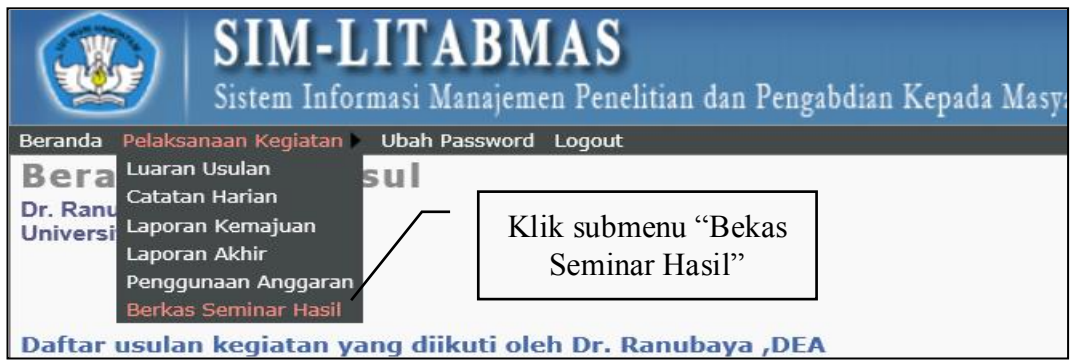 SIM-LITABMAS
Sistem Informasi Manajemen Penelitian dan Pengabdian Kepada Masy
Beranda Pelaksanaan Kegiatan Ubah Password Logout
Bera sul
Dr. Ranu
Universi
Luaran Usulan
Catatan Harian
Laporan Kemajuan
Laporan Akhir
Penggunaan Anggaran
Berkas Seminar Hasil
Klik submenu “Bekas
Seminar Hasil”
Daftar usulan kegiatan yang diikuti oleh Dr. Ranubaya ,DEA